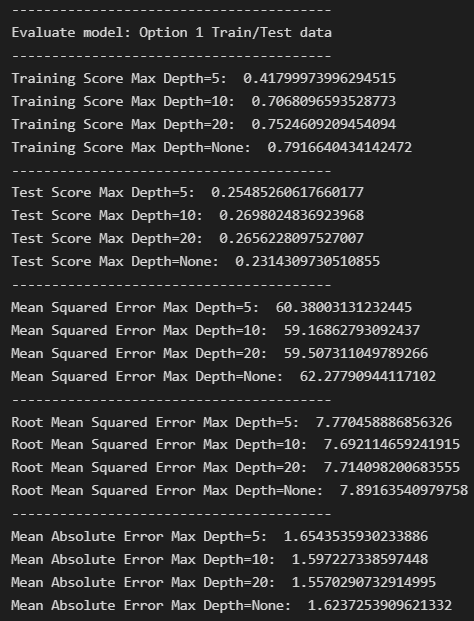 ----------------------------------------
Evaluate model: Option 1 Train/Test data
----------------------------------------
Training Score Max Depth=5:  0.41799973996294515
Training Score Max Depth=10:  0.7068096593528773
Training Score Max Depth=20:  0.7524609209454094
Training Score Max Depth=None:  0.7916640434142472
----------------------------------------
Test Score Max Depth=5:  0.25485260617660177
Test Score Max Depth=10:  0.2698024836923968
Test Score Max Depth=20:  0.2656228097527007
Test Score Max Depth=None:  0.2314309730510855
----------------------------------------
Mean Squared Error Max Depth=5:  60.38003131232445
Mean Squared Error Max Depth=10:  59.16862793092437
Mean Squared Error Max Depth=20:  59.507311049789266
Mean Squared Error Max Depth=None:  62.27790944117102
----------------------------------------
Root Mean Squared Error Max Depth=5:  7.770458886856326
Root Mean Squared Error Max Depth=10:  7.692114659241915
Root Mean Squared Error Max Depth=20:  7.714098200683555
Root Mean Squared Error Max Depth=None:  7.89163540979758
----------------------------------------
Mean Absolute Error Max Depth=5:  1.6543535930233886
Mean Absolute Error Max Depth=10:  1.597227338597448
Mean Absolute Error Max Depth=20:  1.5570290732914995
Mean Absolute Error Max Depth=None:  1.6237253909621332